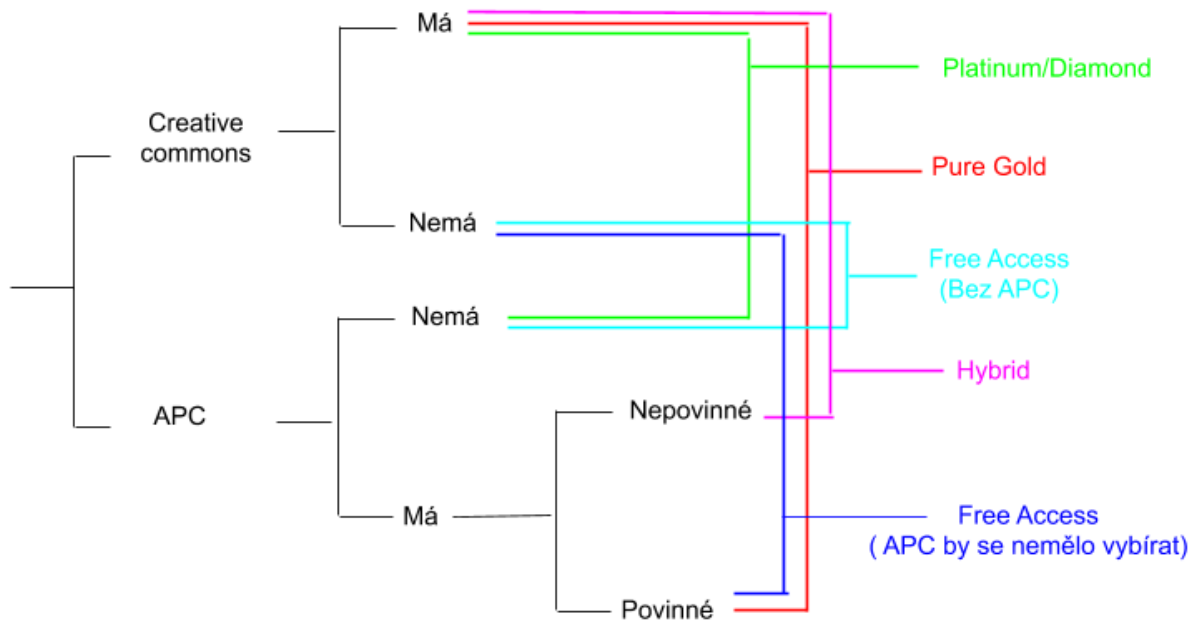 Má
Platinum/Diamond
Creative
commons
Pure Gold
Nemá
Free Access
(Bez APC)
Nemá
Hybrid
APC
Nepovinné
Má
Free Access
( APC by se nemělo vybírat)
Povinné